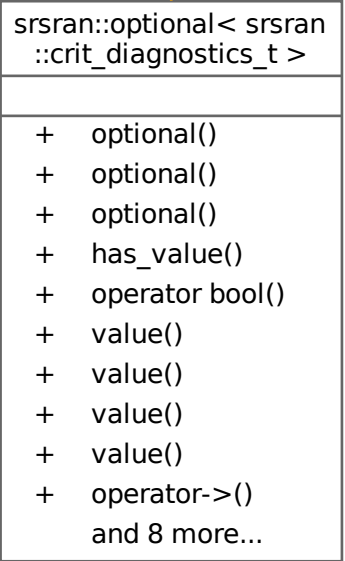 srsran::optional< srsran
::crit_diagnostics_t >
+ optional()
+ optional()
+ optional()
+ has_value()
+ operator bool()
+ value()
+ value()
+ value()
+ value()
+ operator->()
and 8 more...